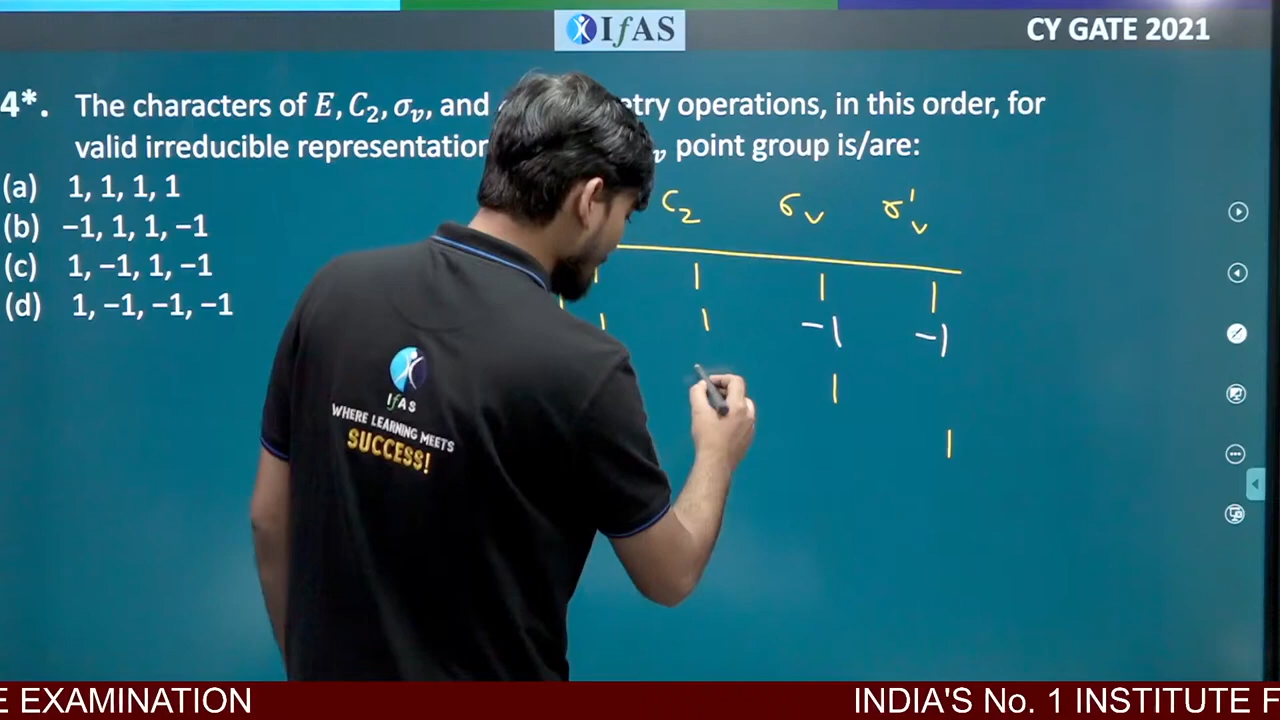 IfAS
CY GATE 2021
4*. The characters of E, C₂, σᵥ, and operations, in this order, for
valid irreducible ᵥ point group is/are:
(a) 1, 1, 1, 1
(b) −1, 1, 1, −1
(c) 1, −1, 1, −1
(d) 1, −1, −1, −1
C₂ σᵥ σ'ᵥ
1 1 1
1 −1 −1
1
1
IfAS
WHERE LEARNING MEETS
SUCCESS!
EXAMINATION INDIA'S No. 1 INSTITUTE